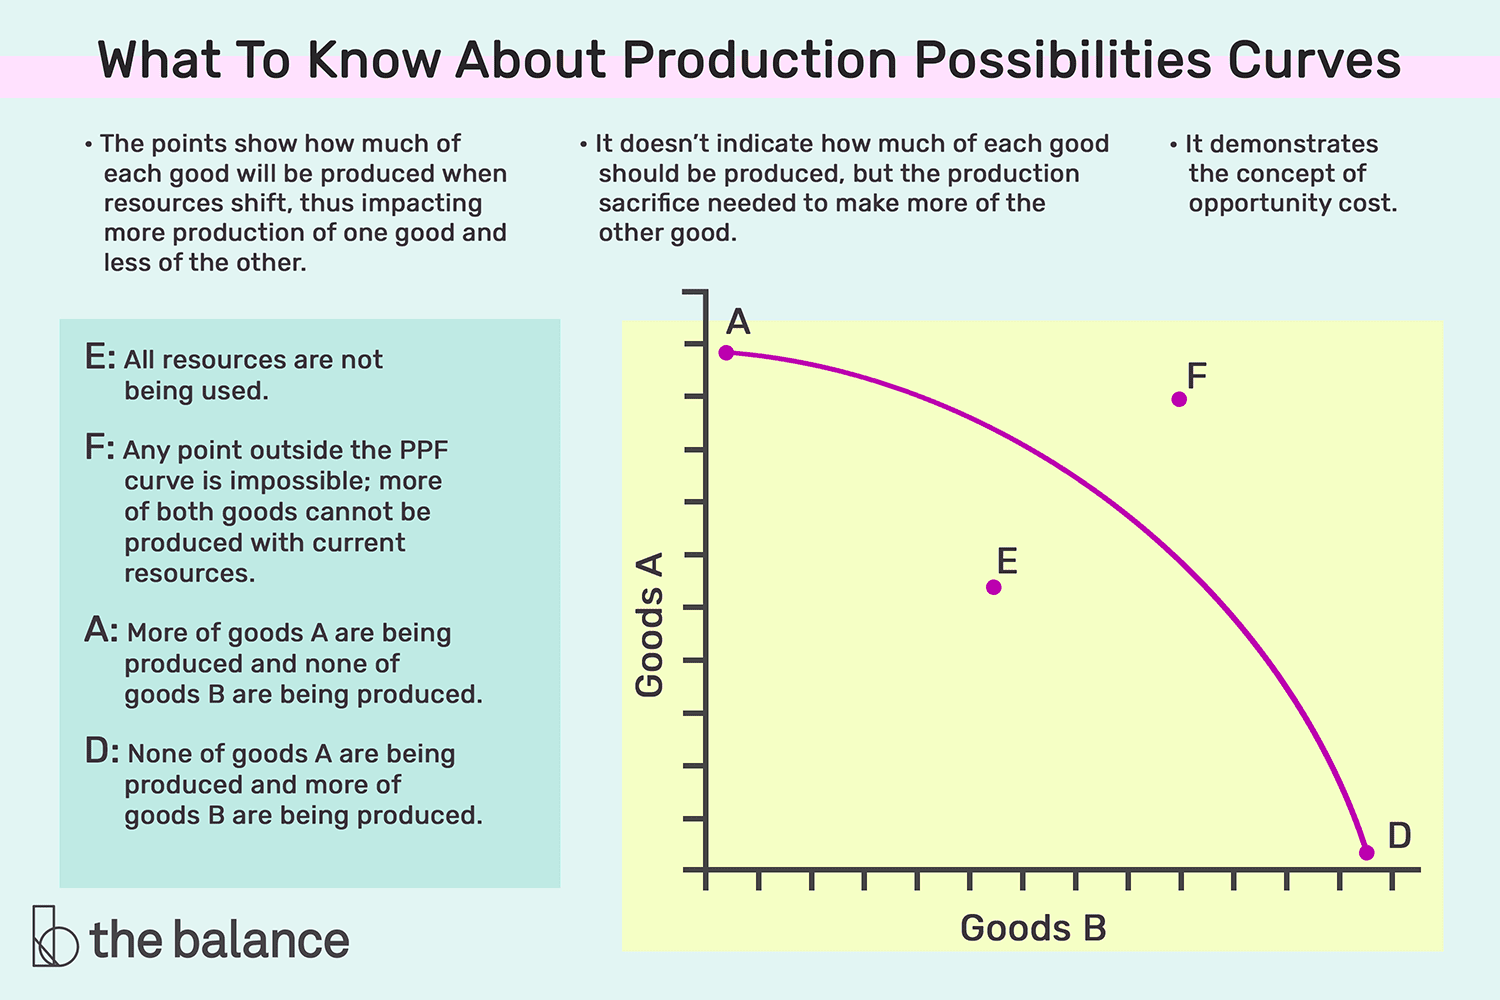 What To Know About Production Possibilities Curves
• The points show how much of
each good will be produced when
resources shift, thus impacting
more production of one good and
less of the other.
• It doesn’t indicate how much of each good
should be produced, but the production
sacrifice needed to make more of the
other good.
• It demonstrates
the concept of
opportunity cost.
E: All resources are not
being used.
F: Any point outside the PPF
curve is impossible; more
of both goods cannot be
produced with current
resources.
A: More of goods A are being
produced and none of
goods B are being produced.
D: None of goods A are being
produced and more of
goods B are being produced.
A
F
E
D
Goods A
Goods B
the balance